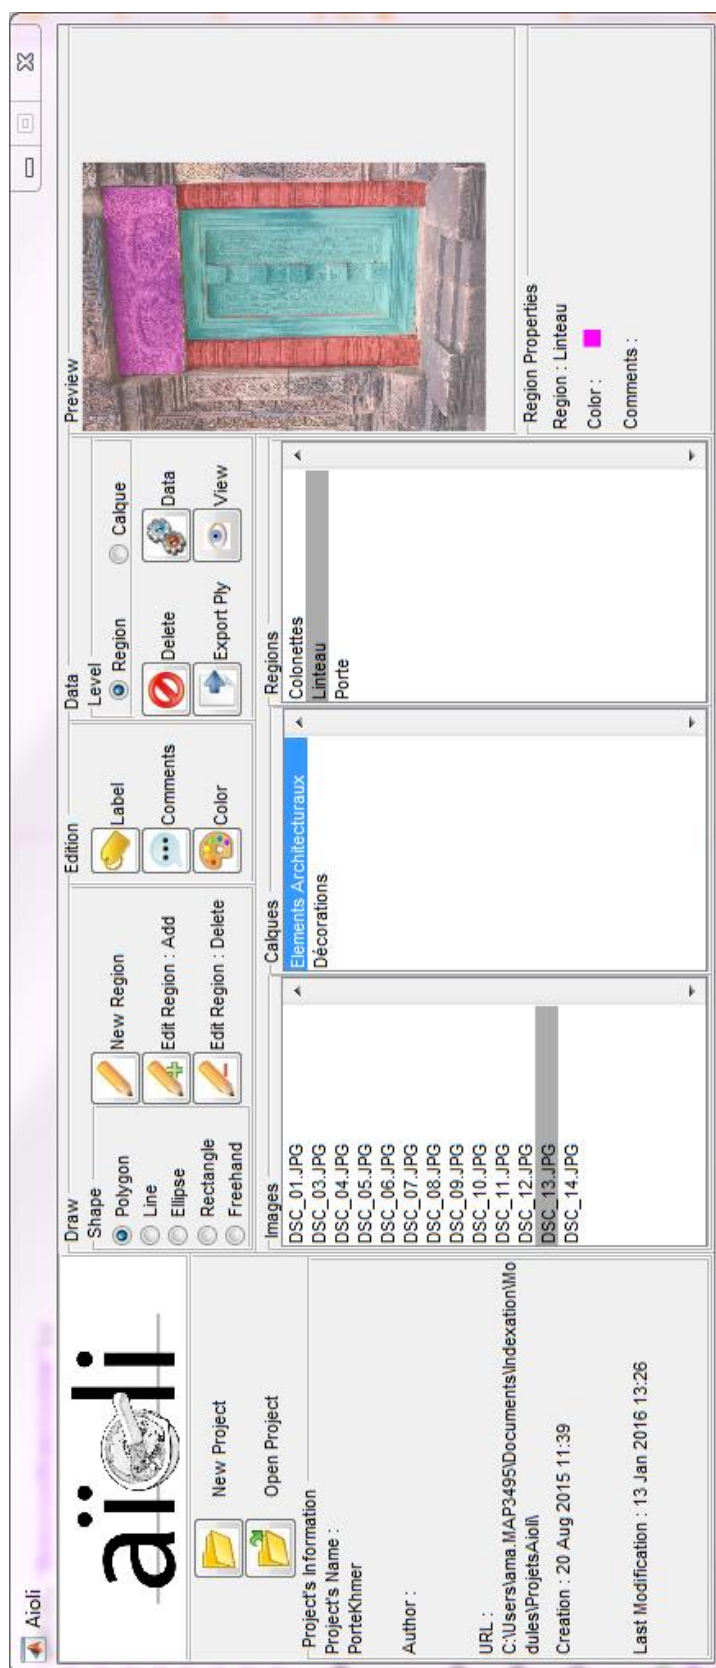 Aioli
aïoli
New Project
Open Project
Project's Information
Project's Name :
PorteKhmer
Author :
URL :
C:\Users\ama.MAP3495\Documents\Indexation\Mo
dules\ProjetsAioli\
Creation : 20 Aug 2015 11:39
Last Modification : 13 Jan 2016 13:26
Draw
Shape
Polygon
Line
Ellipse
Rectangle
Freehand
New Region
Edit Region : Add
Edit Region : Delete
Edition
Label
Comments
Color
Data
Level
Region
Calque
Delete
Data
Export Ply
View
Images
DSC_01.JPG
DSC_03.JPG
DSC_04.JPG
DSC_05.JPG
DSC_06.JPG
DSC_07.JPG
DSC_08.JPG
DSC_09.JPG
DSC_10.JPG
DSC_11.JPG
DSC_12.JPG
DSC_13.JPG
DSC_14.JPG
Calques
Elements Architecturaux
Décorations
Regions
Colonettes
Linteau
Porte
Preview
Region Properties
Region : Linteau
Color :
Comments :